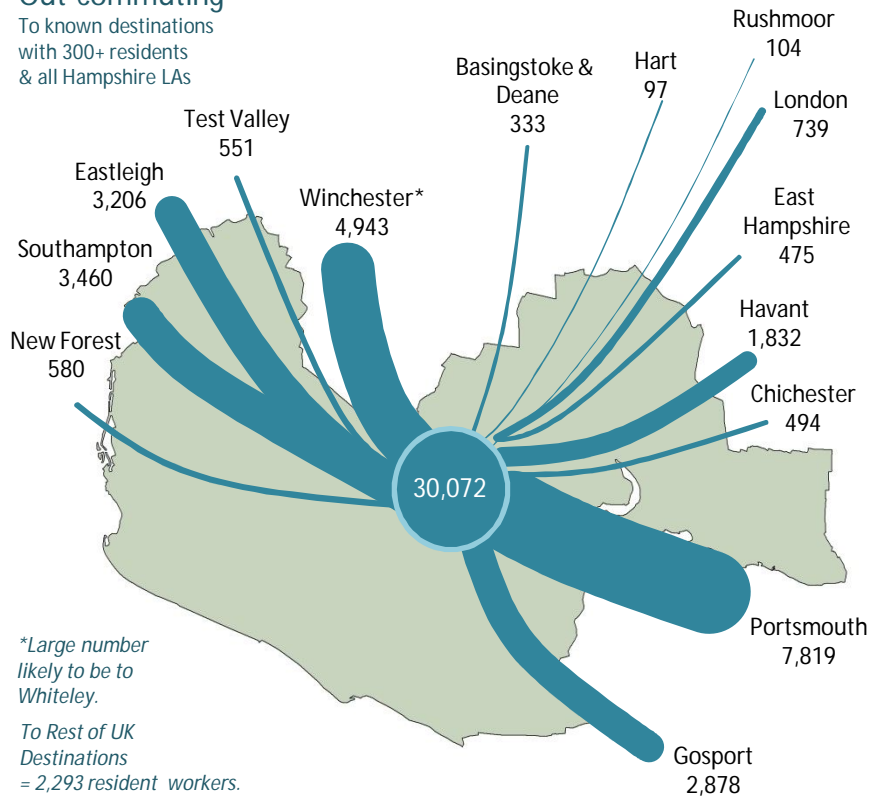 Out-commuting
To known destinations
with 300+ residents
& all Hampshire LAs
Rushmoor
104
Hart
97
Basingstoke &
Deane
333
London
739
Test Valley
551
Eastleigh
3,206
Winchester*
4,943
East
Hampshire
475
Southampton
3,460
Havant
1,832
New Forest
580
Chichester
494
30,072
Portsmouth
7,819
*Large number
likely to be to
Whiteley.
To Rest of UK
Destinations
= 2,293 resident workers.
Gosport
2,878